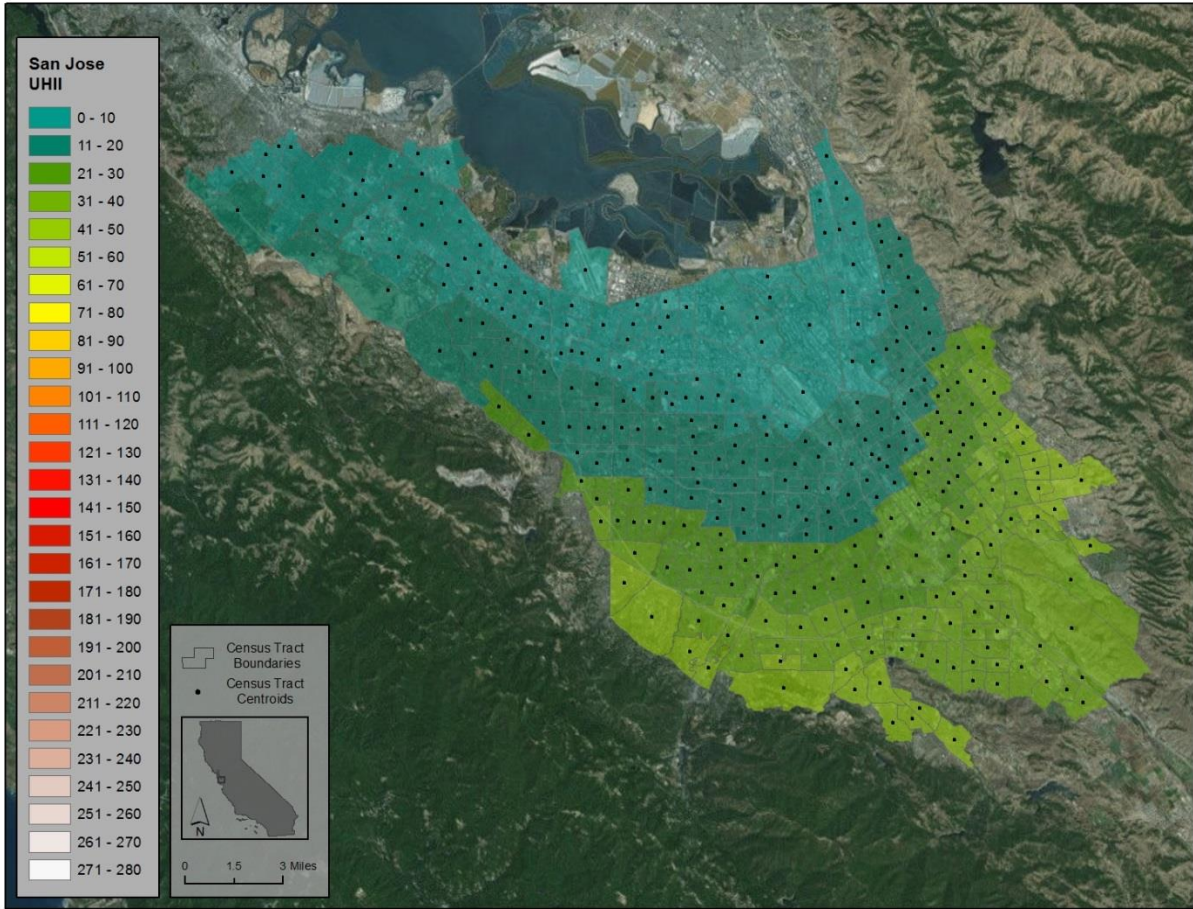 San Jose
UHII
0 - 10
11 - 20
21 - 30
31 - 40
41 - 50
51 - 60
61 - 70
71 - 80
81 - 90
91 - 100
101 - 110
111 - 120
121 - 130
131 - 140
141 - 150
151 - 160
161 - 170
171 - 180
181 - 190
191 - 200
201 - 210
211 - 220
221 - 230
231 - 240
241 - 250
251 - 260
261 - 270
271 - 280
Census Tract
Boundaries
Census Tract
Centroids
N
0 1.5 3 Miles